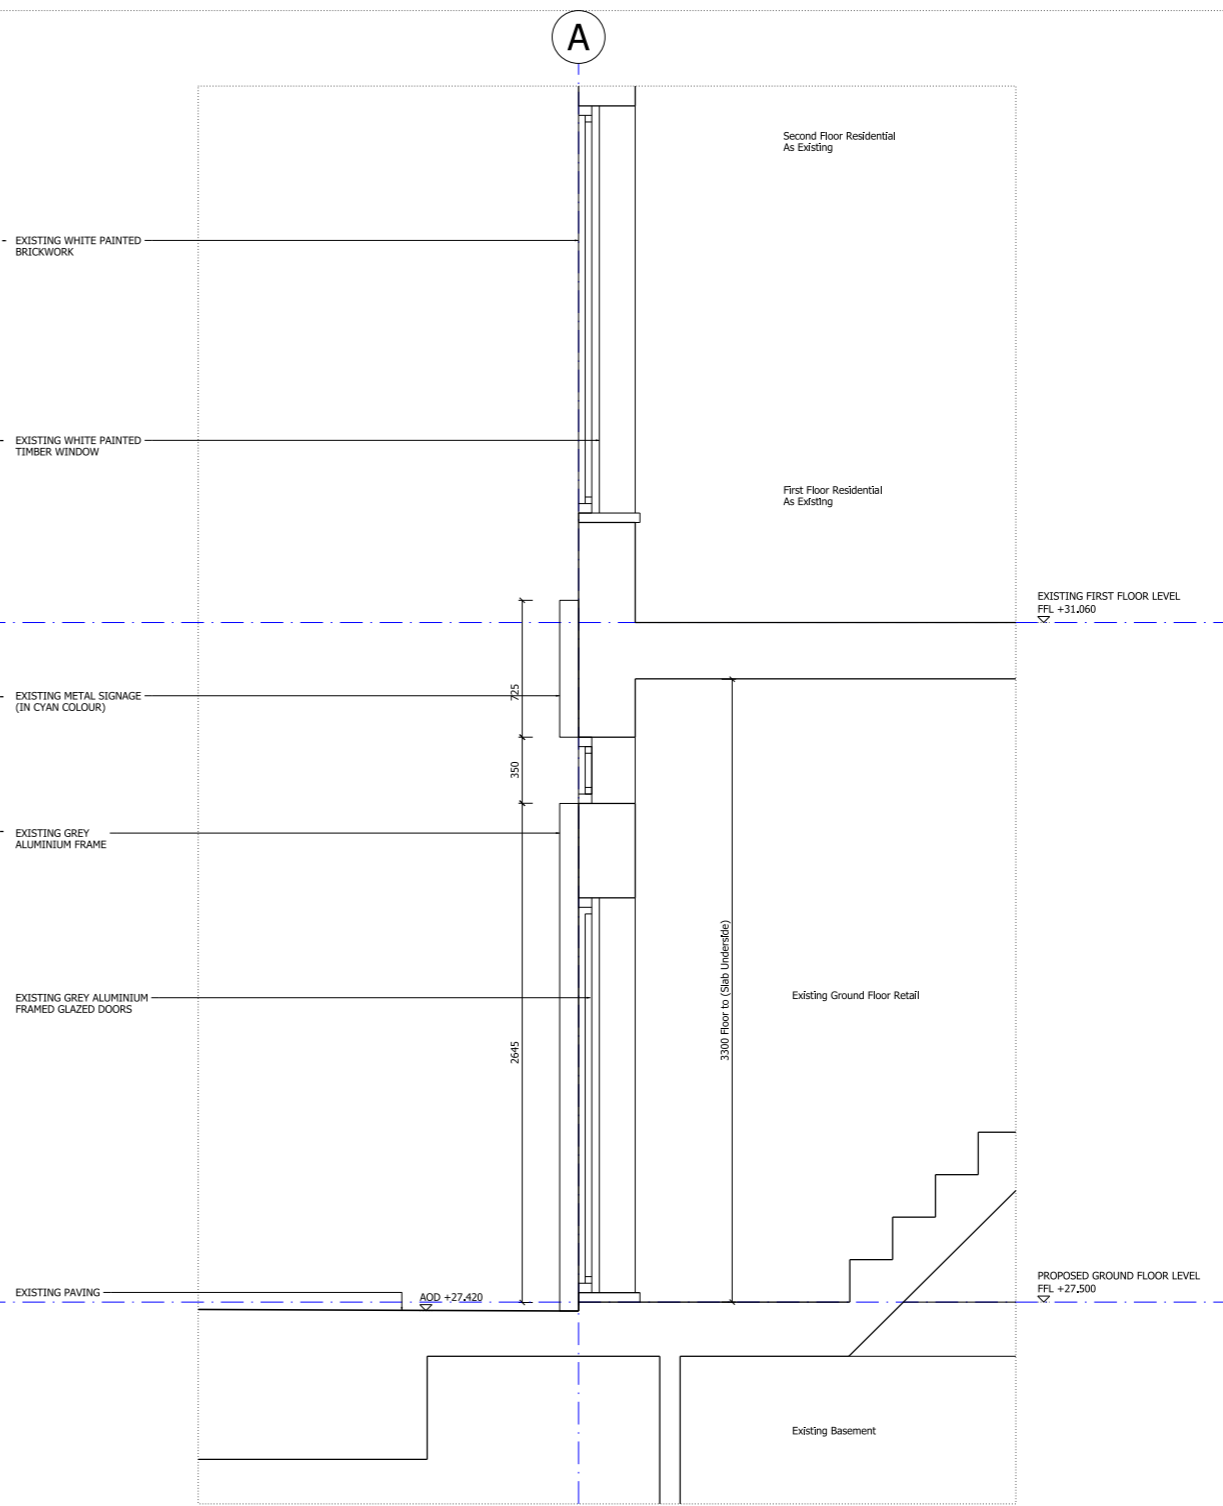 A
Second Floor Residential
As Existing
EXISTING WHITE PAINTED
BRICKWORK
EXISTING WHITE PAINTED
TIMBER WINDOW
First Floor Residential
As Existing
EXISTING FIRST FLOOR LEVEL
FFL +31.060
EXISTING METAL SIGNAGE
(IN CYAN COLOUR)
725
350
EXISTING GREY
ALUMINIUM FRAME
EXISTING GREY ALUMINIUM
FRAMED GLAZED DOORS
2645
3300 Floor to (Slab Underside)
Existing Ground Floor Retail
EXISTING PAVING
AOD +27.420
PROPOSED GROUND FLOOR LEVEL
FFL +27.500
Existing Basement